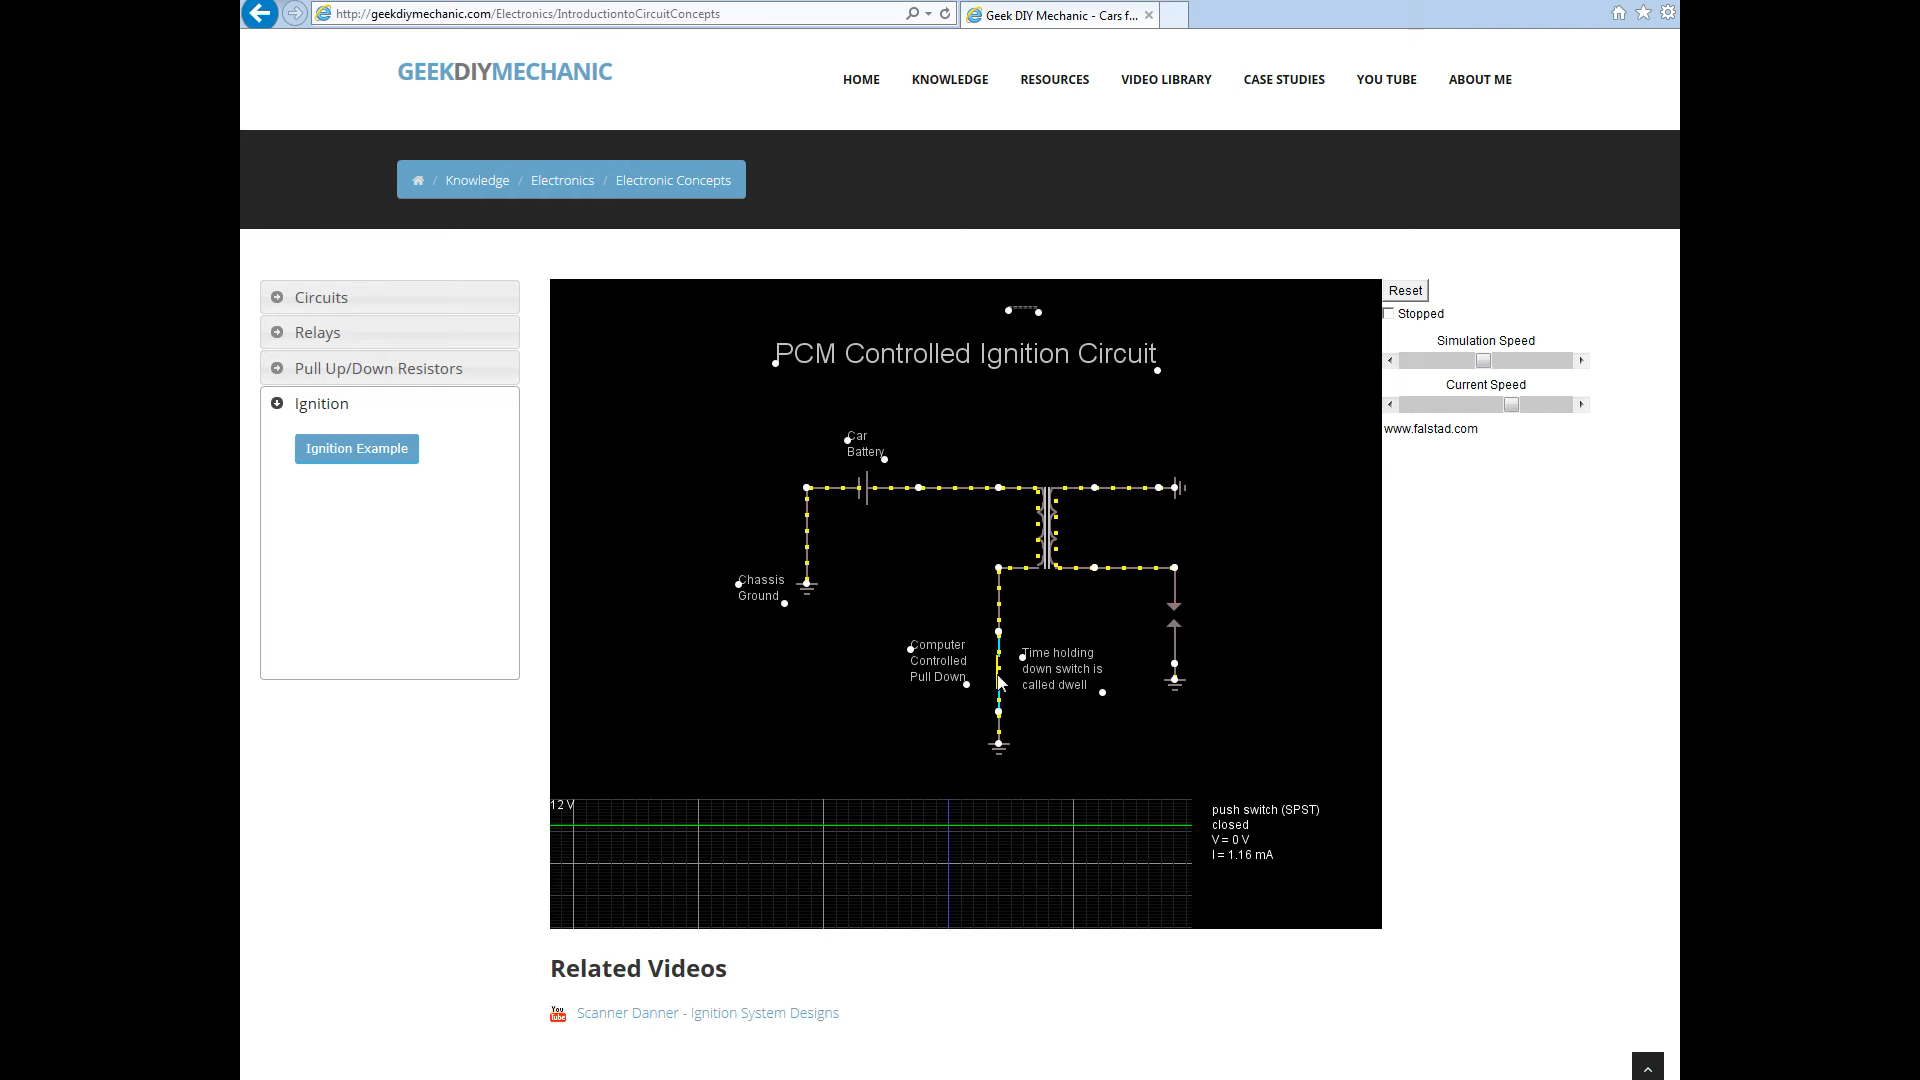 http://geekdiymechanic.com/Electronics/IntroductiontoCircuitConcepts
Geek DIY Mechanic - Cars f...
GEEKDIYMECHANIC
HOME KNOWLEDGE RESOURCES VIDEO LIBRARY CASE STUDIES YOU TUBE ABOUT ME
/ Knowledge / Electronics / Electronic Concepts
Circuits
Relays
Pull Up/Down Resistors
Ignition
Ignition Example
PCM Controlled Ignition Circuit
Car
Battery
Chassis
Ground
Computer
Controlled
Pull Down
Time holding
down switch is
called dwell
12 V
push switch (SPST)
closed
V = 0 V
I = 1.16 mA
Reset
Stopped
Simulation Speed
Current Speed
www.falstad.com
Related Videos
You
Tube
Scanner Danner - Ignition System Designs